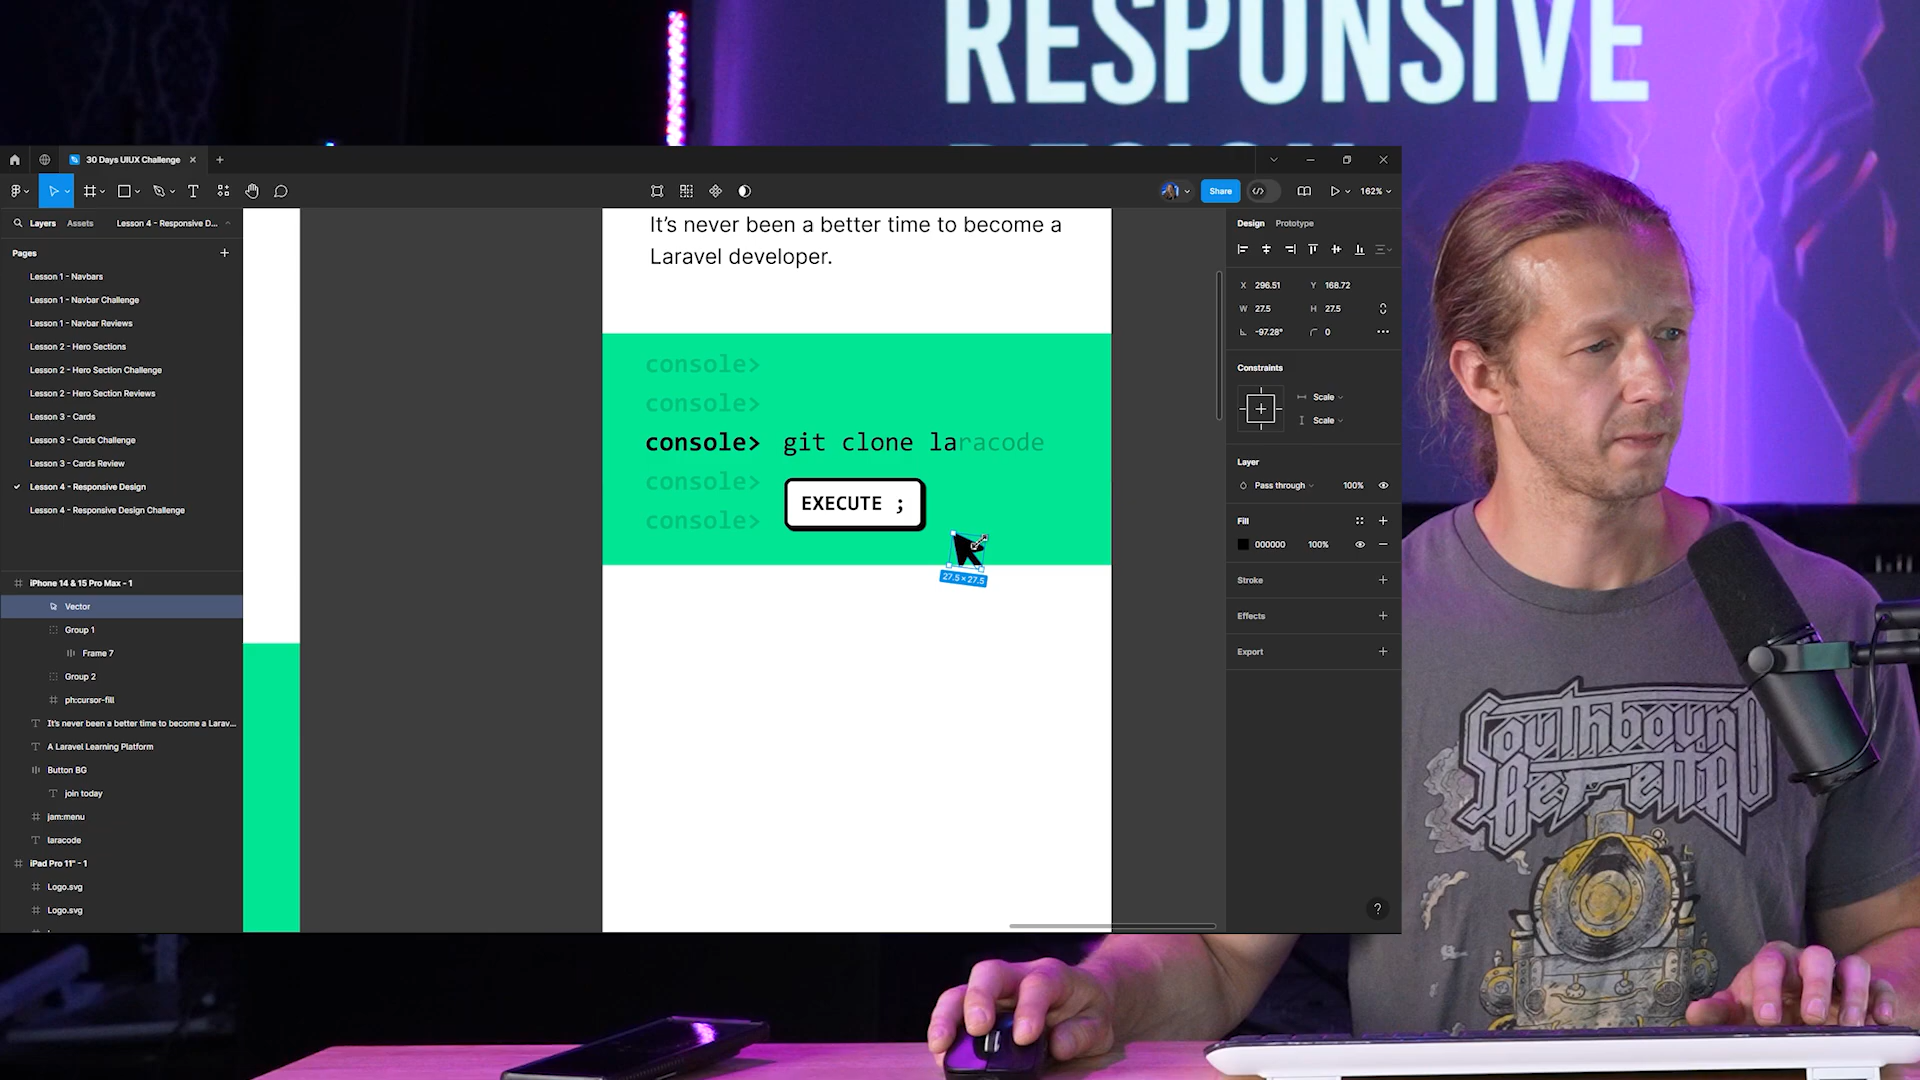 RESPONSIVE
30 Days UIUX Challenge
Share
162%
Layers
Assets
Lesson 4 - Responsive D...
Pages
Lesson 1 - Navbars
Lesson 1 - Navbar Challenge
Lesson 1 - Navbar Reviews
Lesson 2 - Hero Sections
Lesson 2 - Hero Section Challenge
Lesson 2 - Hero Section Reviews
Lesson 3 - Cards
Lesson 3 - Cards Challenge
Lesson 3 - Cards Review
Lesson 4 - Responsive Design
Lesson 4 - Responsive Design Challenge
iPhone 14 & 15 Pro Max - 1
Vector
Group 1
Frame 7
Group 2
ph:cursor-fill
It's never been a better time to become a Larav...
A Laravel Learning Platform
Button BG
join today
jam:menu
laracode
iPad Pro 11" - 1
Logo.svg
Logo.svg
It's never been a better time to become a
Laravel developer.
console>
console>
console> git clone laracode
console>
EXECUTE ;
console>
27.5 × 27.5
Design
Prototype
X 296.51 Y 168.72
W 27.5 H 27.5
-97.28° 0
Constraints
Scale
Scale
Layer
Pass through 100%
Fill
000000 100%
Stroke
Effects
Export
?
Southbound
Beretta